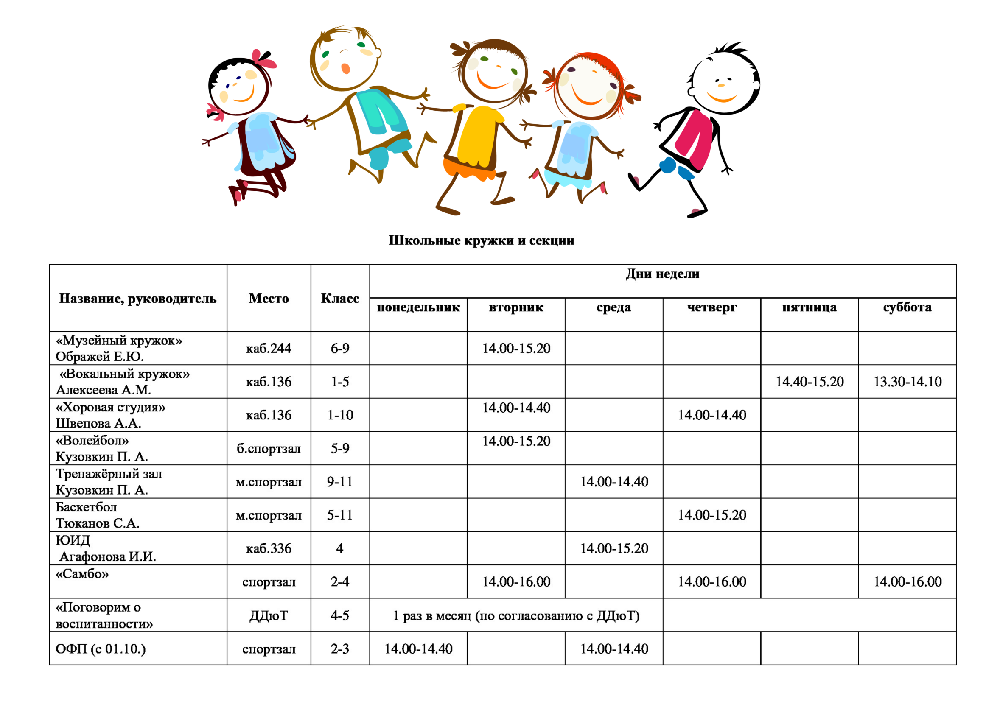 Школьные кружки и секции
Название, руководитель Место Класс Дни недели
понедельник вторник среда четверг пятница суббота
«Музейный кружок»
Ображей Е.Ю. каб.244 6-9 14.00-15.20
«Вокальный кружок»
Алексеева А.М. каб.136 1-5 14.40-15.20 13.30-14.10
«Хоровая студия»
Швецова А.А. каб.136 1-10 14.00-14.40 14.00-14.40
«Волейбол»
Кузовкин П. А. б.спортзал 5-9 14.00-15.20
Тренажёрный зал
Кузовкин П. А. м.спортзал 9-11 14.00-14.40
Баскетбол
Тюканов С.А. м.спортзал 5-11 14.00-15.20
ЮИД
Агафонова И.И. каб.336 4 14.00-15.20
«Самбо» спортзал 2-4 14.00-16.00 14.00-16.00 14.00-16.00
«Поговорим о
воспитанности» ДДюТ 4-5 1 раз в месяц (по согласованию с ДДюТ)
ОФП (с 01.10.) спортзал 2-3 14.00-14.40 14.00-14.40